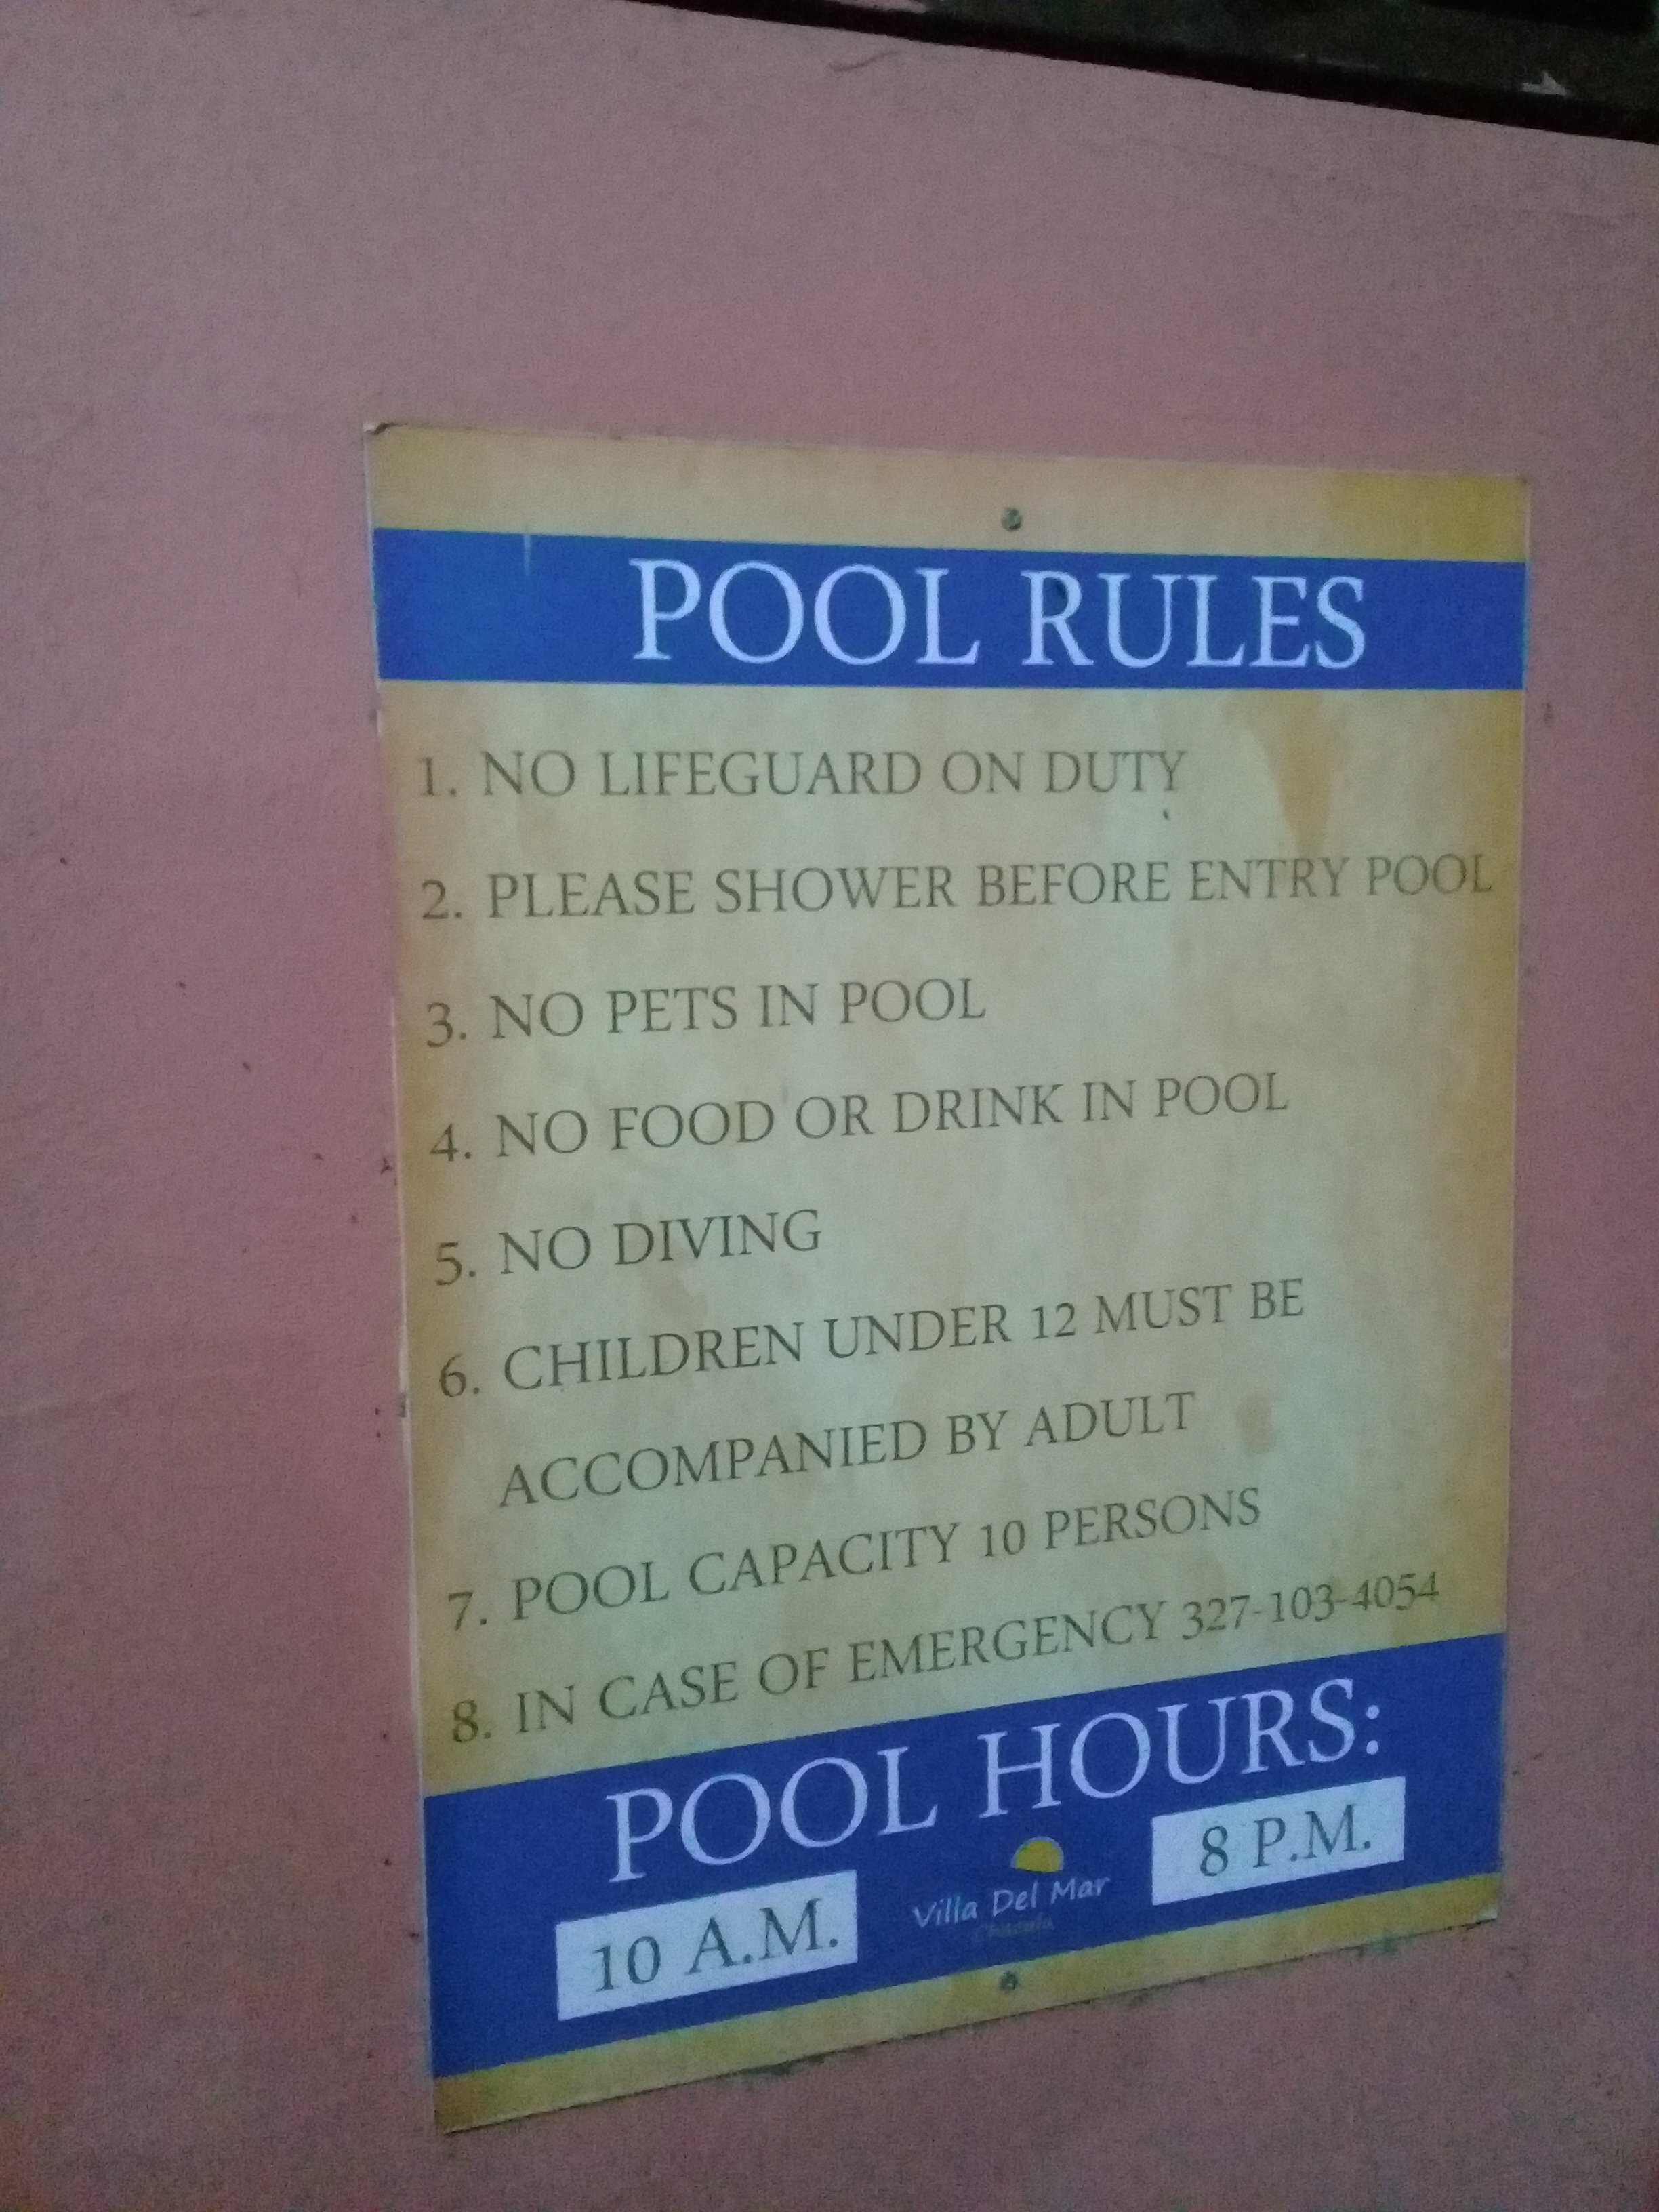 POOL RULES
1. NO LIFEGUARD ON DUTY
2. PLEASE SHOWER BEFORE ENTRY POOL
3. NO PETS IN POOL
4. NO FOOD OR DRINK IN POOL
5. NO DIVING
6. CHILDREN UNDER 12 MUST BE
ACCOMPANIED BY ADULT
7. POOL CAPACITY 10 PERSONS
8. IN CASE OF EMERGENCY 327-103-4054
POOL HOURS:
10 A.M.
Villa Del Mar
8 P.M.